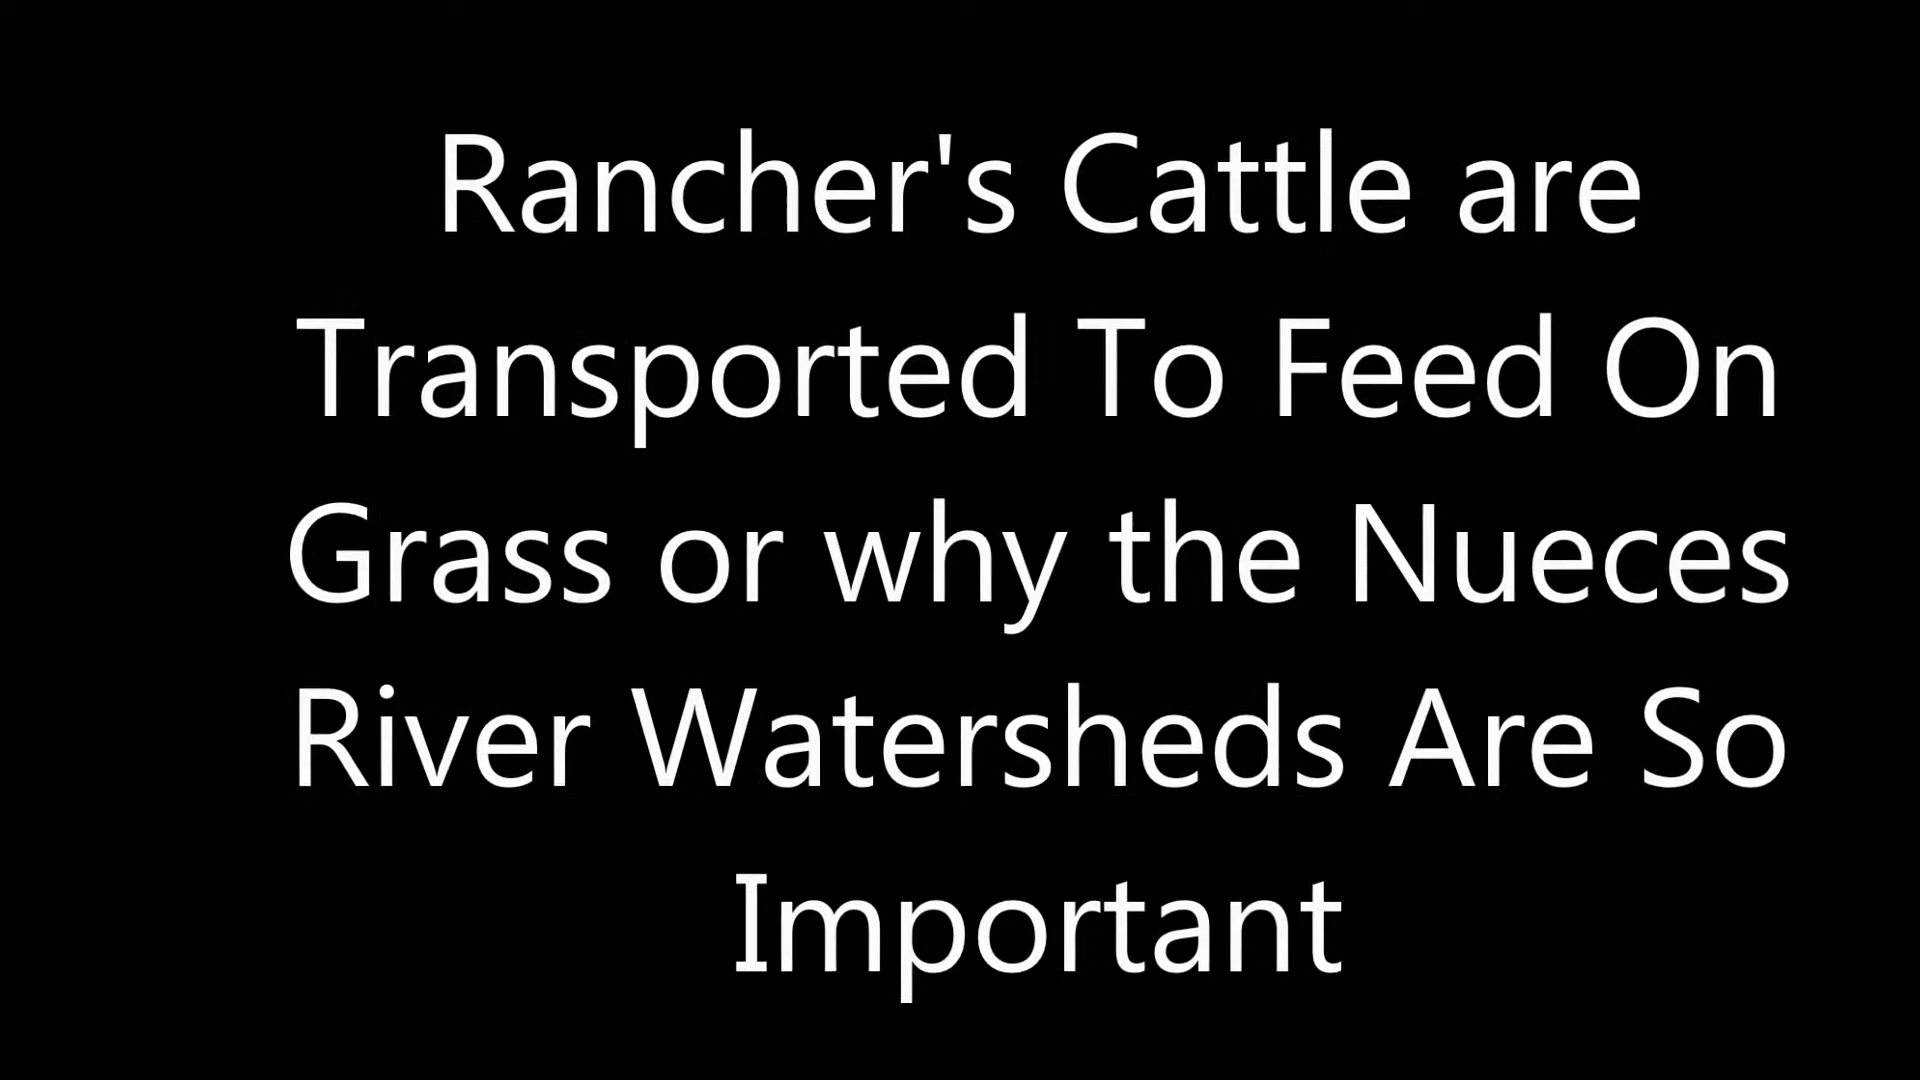 Rancher's Cattle are
Transported To Feed On
Grass or why the Nueces
River Watersheds Are So
Important